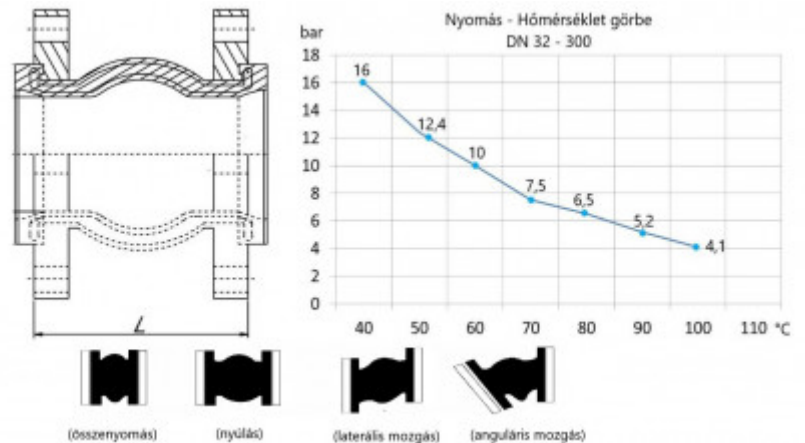 Nyomás - Hőmérséklet görbe
DN 32 - 300
bar
18
16
14
12
10
8
6
4
2
0
16
12,4
10
7,5
6,5
5,2
4,1
40 50 60 70 80 90 100 110 °C
L
(összenyomás) (nyúlás) (laterális mozgás) (anguláris mozgás)